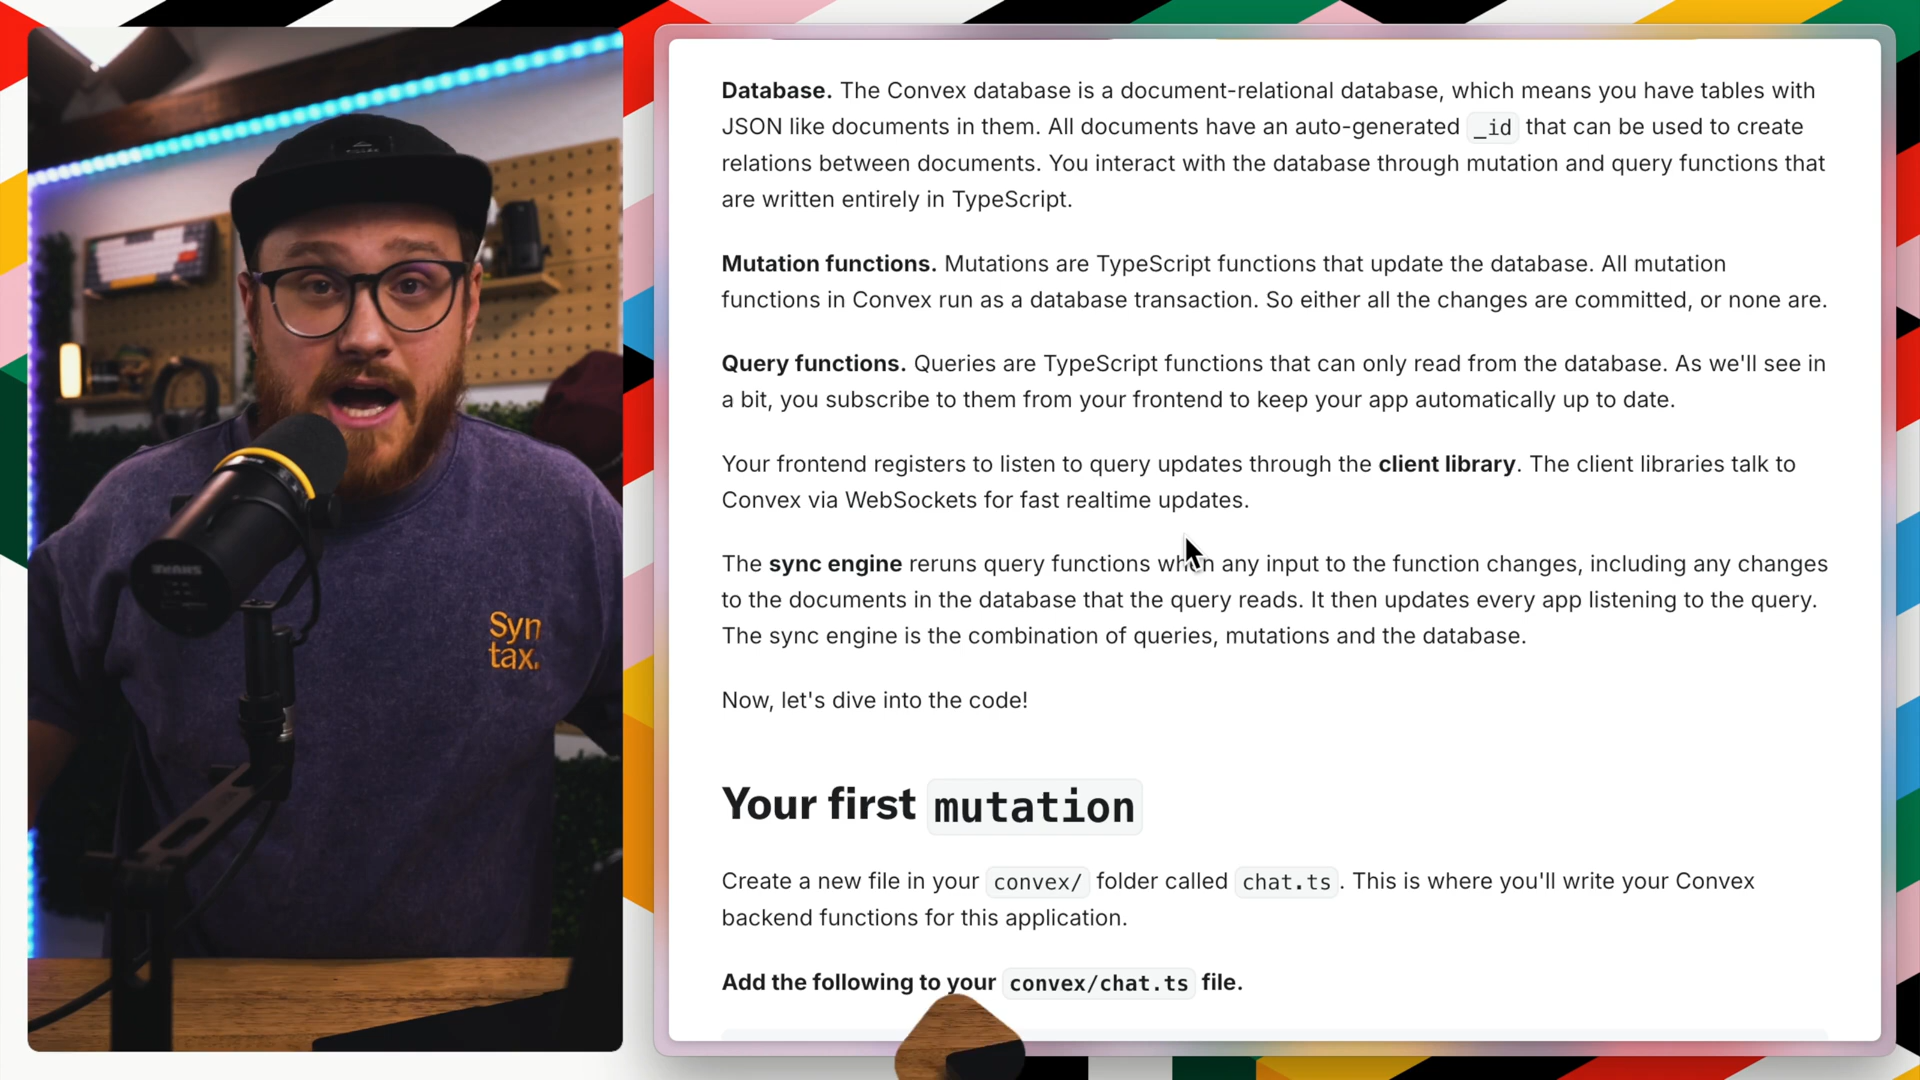 Syn
tax.
Database. The Convex database is a document-relational database, which means you have tables with
JSON like documents in them. All documents have an auto-generated _id that can be used to create
relations between documents. You interact with the database through mutation and query functions that
are written entirely in TypeScript.
Mutation functions. Mutations are TypeScript functions that update the database. All mutation
functions in Convex run as a database transaction. So either all the changes are committed, or none are.
Query functions. Queries are TypeScript functions that can only read from the database. As we'll see in
a bit, you subscribe to them from your frontend to keep your app automatically up to date.
Your frontend registers to listen to query updates through the client library. The client libraries talk to
Convex via WebSockets for fast realtime updates.
The sync engine reruns query functions when any input to the function changes, including any changes
to the documents in the database that the query reads. It then updates every app listening to the query.
The sync engine is the combination of queries, mutations and the database.
Now, let's dive into the code!
Your first mutation
Create a new file in your convex/ folder called chat.ts. This is where you'll write your Convex
backend functions for this application.
Add the following to your convex/chat.ts file.